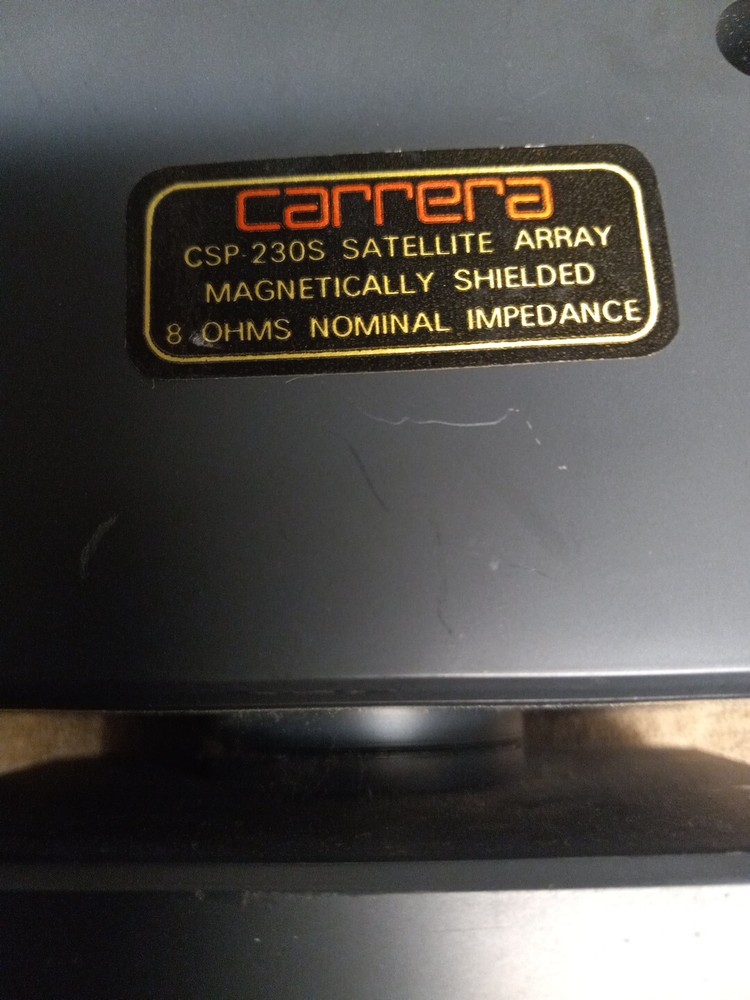 carrera
CSP-230S SATELLITE ARRAY
MAGNETICALLY SHIELDED
8 OHMS NOMINAL IMPEDANCE